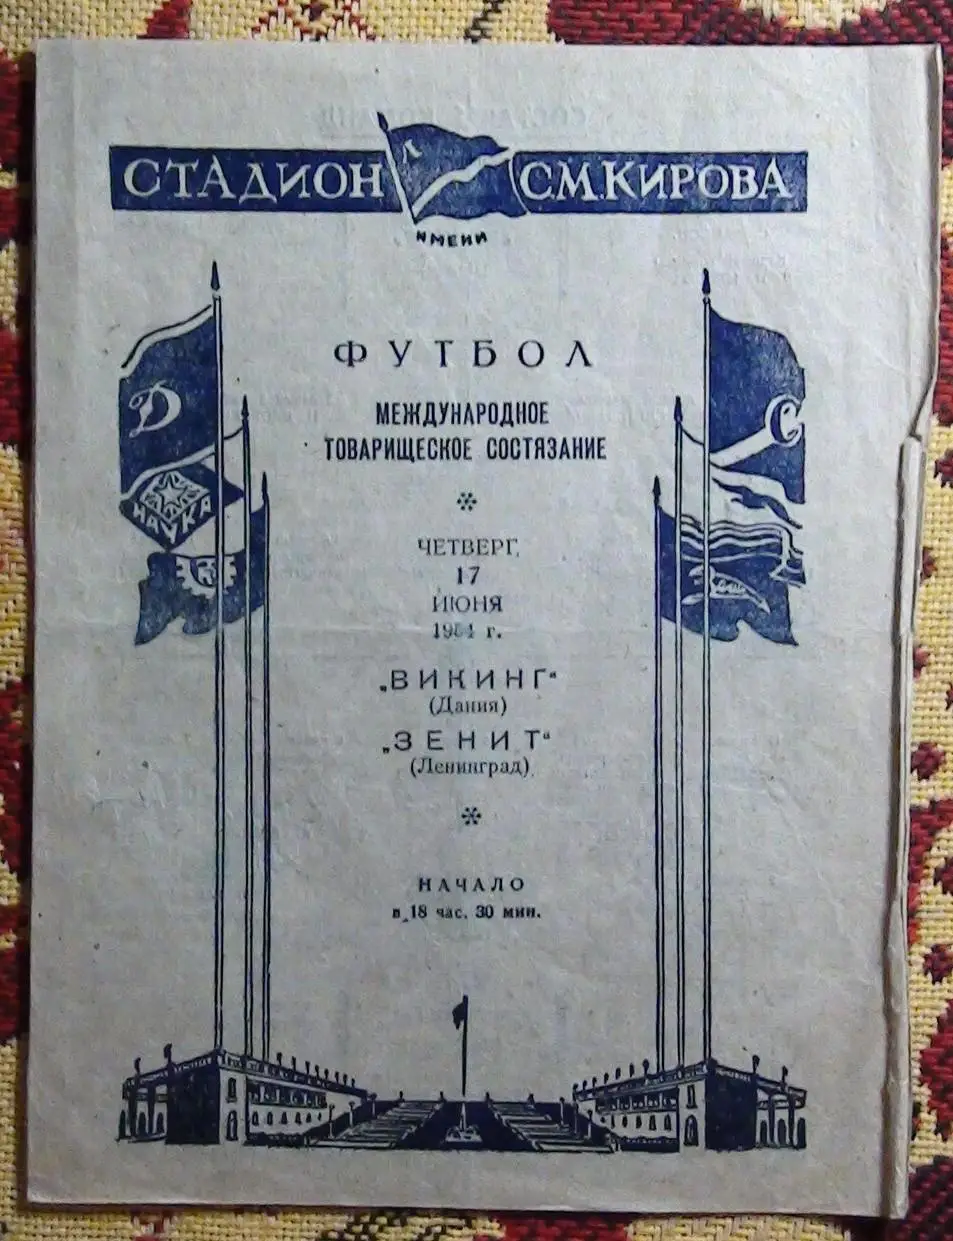 СТАДИОН
ИМЕНИ
С.М.КИРОВА
Л
ФУТБОЛ
МЕЖДУНАРОДНОЕ
ТОВАРИЩЕСКОЕ СОСТЯЗАНИЕ
Д
НАУКА
С
ЧЕТВЕРГ,
17
ИЮНЯ
1954 г.
„ВИКИНГ“
(Дания)
„ЗЕНИТ“
(Ленинград)
НАЧАЛО
в 18 час. 30 мин.